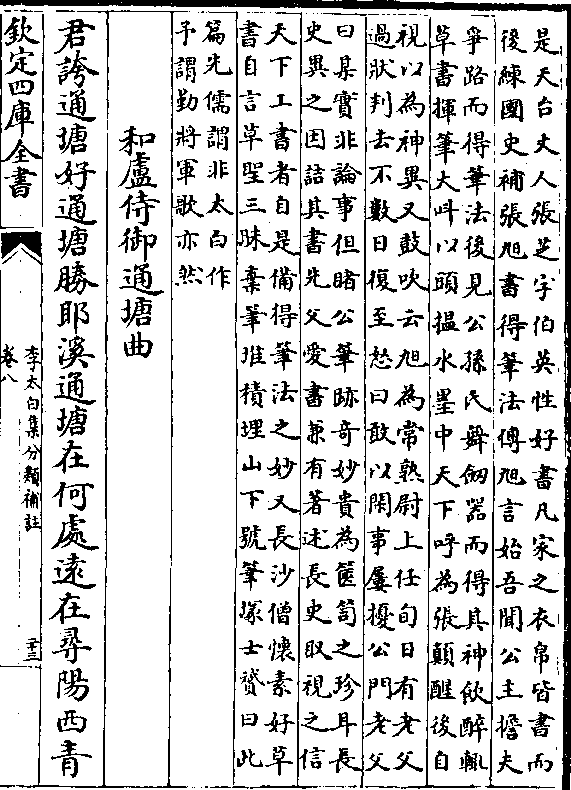 是天台丈人張芝字伯英性好書凡家之衣帛皆書而
後練國史補張旭書得筆法傳旭言始吾聞公主擔夫
爭路而得筆法後見公孫氏舞劒器而得其神飲醉輒
草書揮筆大呌以頭揾水墨中天下呼為張顛醒後自
視以為神異又鼓吹云旭為常熟尉上任旬日有老父
過狀判去不數日復至怒曰敢以閑事屢擾公門老父
曰某實非論事但睹公筆跡奇妙貴為篋笥之珍耳長
史異之因詰其書先父愛書兼有著述長史取視之信
天下工書者自是備得筆法之妙又長沙僧懷素好草
書自言草聖三昧棄筆堆積埋山下號筆塚士贇曰此
篇先儒謂非太白作
予謂勤將軍歌亦然
和盧侍御通塘曲
君誇通塘好通塘勝耶溪通塘在何處遠在尋陽西青
欽定四庫全書
李太白集分類補註
卷八
二十三